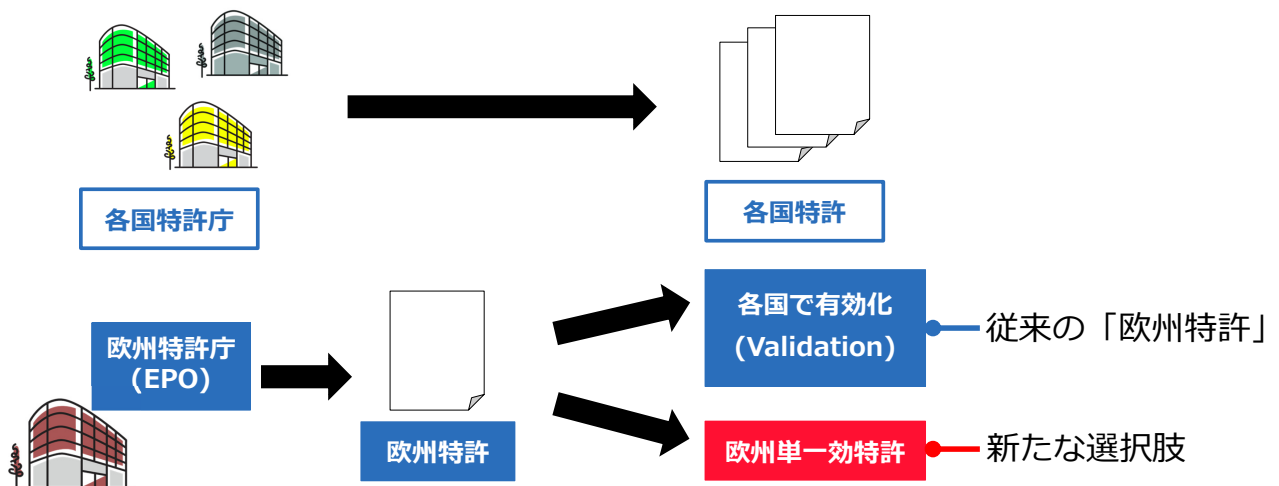 各国特許庁
各国特許
各国で有効化
(Validation)
従来の「欧州特許」
欧州特許庁
(EPO)
欧州特許
欧州単一効特許
新たな選択肢